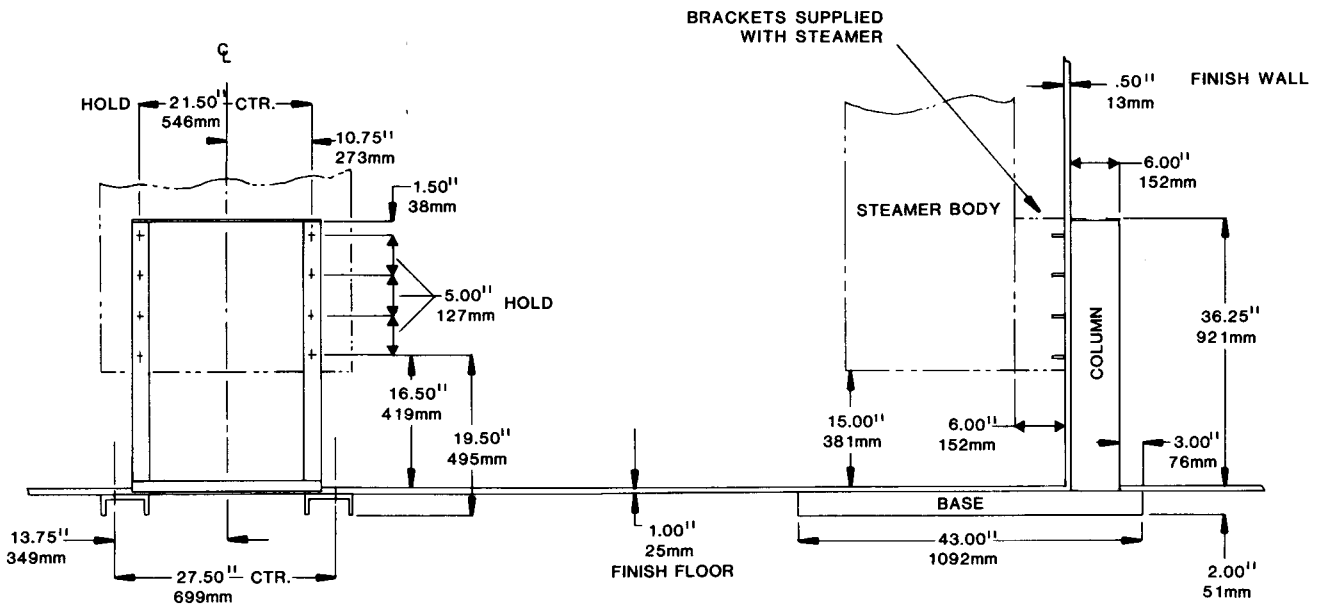 BRACKETS SUPPLIED
WITH STEAMER
℄
.50"
13mm
FINISH WALL
HOLD 21.50" CTR.
546mm
10.75"
273mm
1.50"
38mm
6.00"
152mm
STEAMER BODY
5.00"
127mm
HOLD
COLUMN
36.25"
921mm
16.50"
419mm
19.50"
495mm
15.00"
381mm
6.00"
152mm
3.00"
76mm
BASE
13.75"
349mm
27.50" CTR.
699mm
1.00"
25mm
FINISH FLOOR
43.00"
1092mm
2.00"
51mm